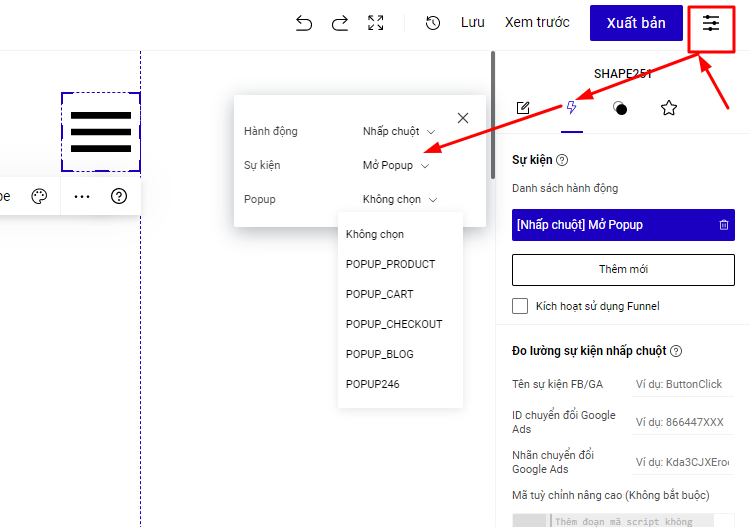 Lưu
Xem trước
Xuất bản
SHAPE251
Hành động
Nhấp chuột
Sự kiện
Mở Popup
Popup
Không chọn
Không chọn
POPUP_PRODUCT
POPUP_CART
POPUP_CHECKOUT
POPUP_BLOG
POPUP246
Sự kiện
Danh sách hành động
[Nhấp chuột] Mở Popup
Thêm mới
Kích hoạt sử dụng Funnel
Đo lường sự kiện nhấp chuột
Tên sự kiện FB/GA
Ví dụ: ButtonClick
ID chuyển đổi Google
Ads
Ví dụ: 866447XXX
Nhãn chuyển đổi
Google Ads
Ví dụ: Kda3CJXEroc
Mã tuỳ chỉnh nâng cao (Không bắt buộc)
Thêm đoạn mã script không